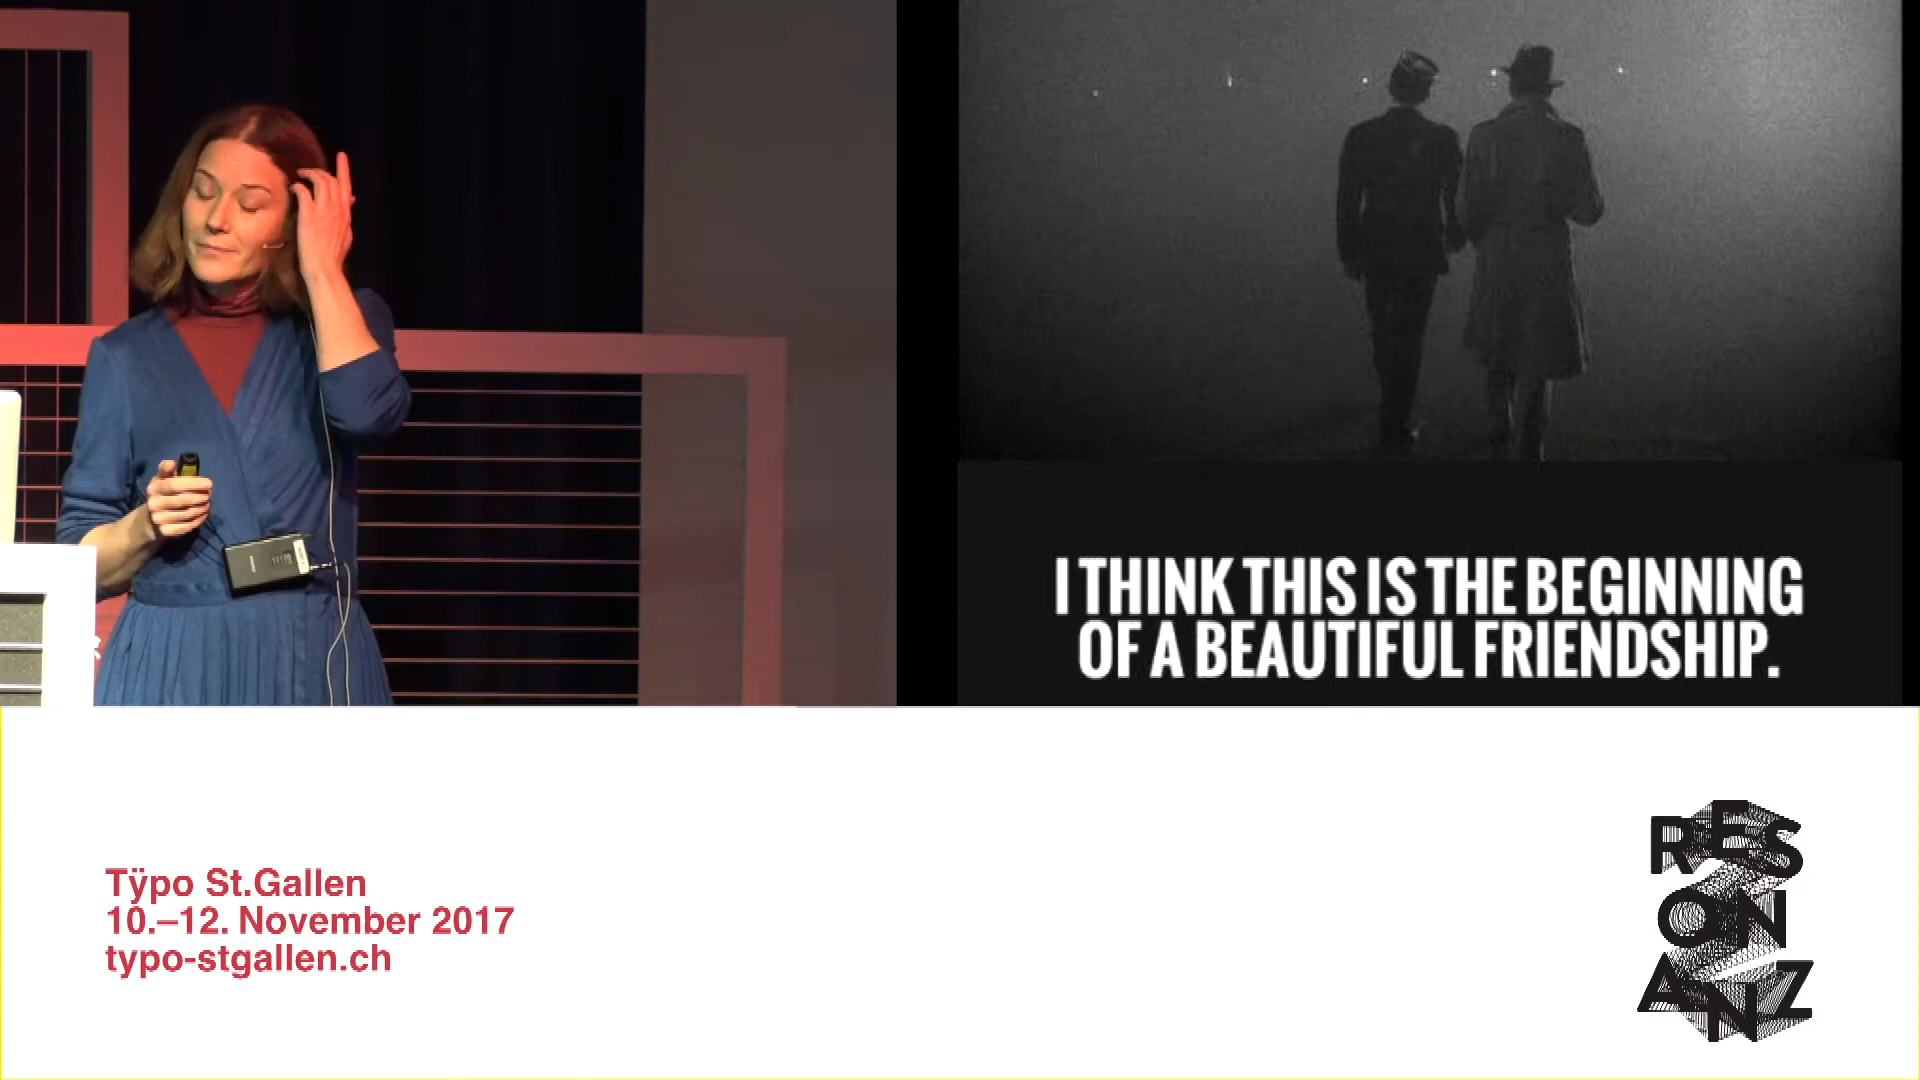 I THINK THIS IS THE BEGINNING
OF A BEAUTIFUL FRIENDSHIP.
Tÿpo St.Gallen
10.–12. November 2017
typo-stgallen.ch
RES
ON
ANZ